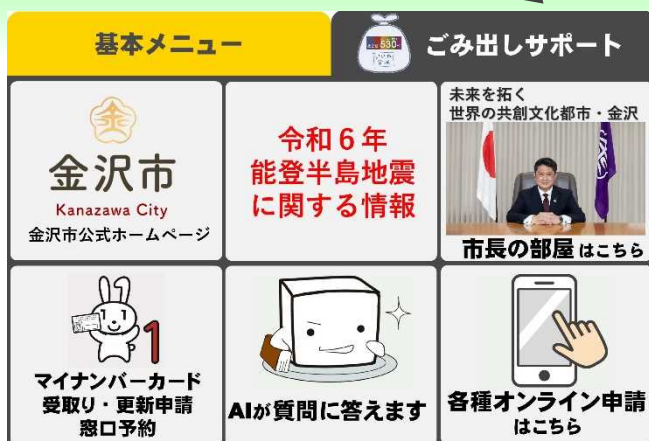 基本メニュー
ごみ出しサポート
金沢市
Kanazawa City
金沢市公式ホームページ
令和6年
能登半島地震
に関する情報
未来を拓く
世界の共創文化都市・金沢
市長の部屋 はこちら
1
マイナンバーカード
受取り・更新申請
窓口予約
AIが質問に答えます
各種オンライン申請
はこちら